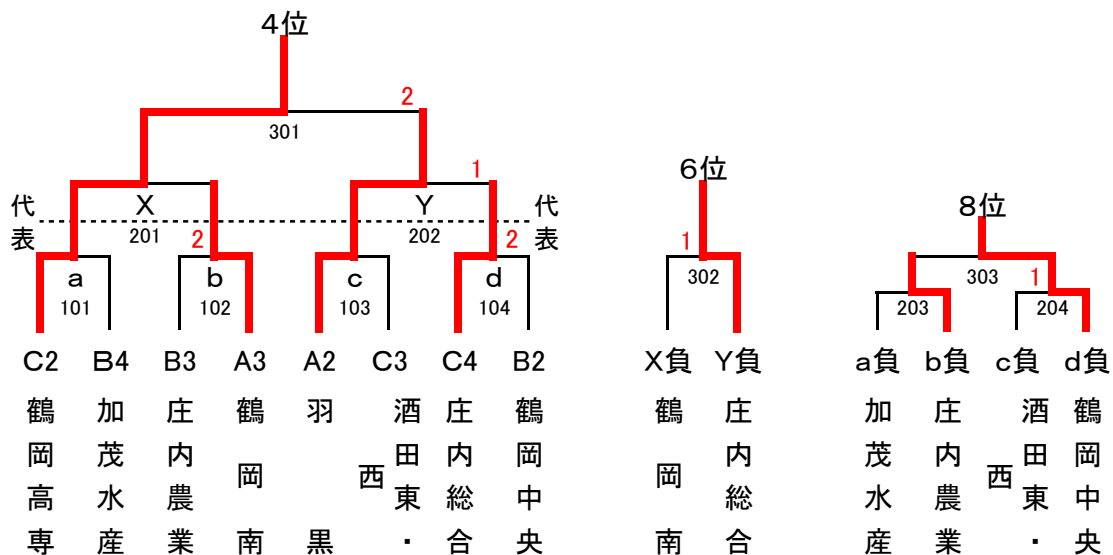 4位
2
301
1
6位
代表
X
Y
代表
8位
201
2
202
2
1
a
b
c
d
302
303
1
101
102
103
104
203
204
C2
B4
B3
A3
A2
C3
C4
B2
X負
Y負
a負
b負
c負
d負
鶴岡高専
加茂水産
庄内農業
鶴岡南
羽黒
酒田東・
西
庄内総合
鶴岡中央
鶴岡南
庄内総合
加茂水産
庄内農業
酒田東・
西
鶴岡中央